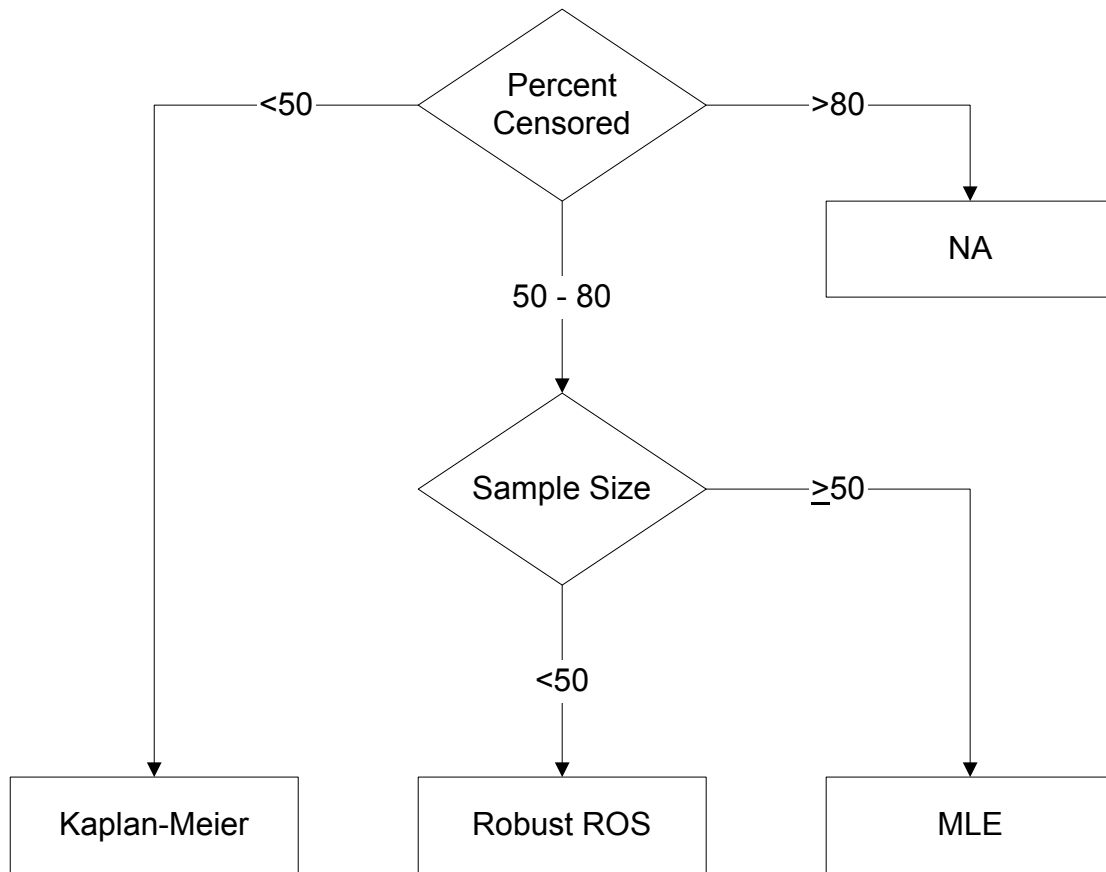 Percent
Censored
<50
>80
NA
50 - 80
Sample Size
≥50
<50
Kaplan-Meier
Robust ROS
MLE